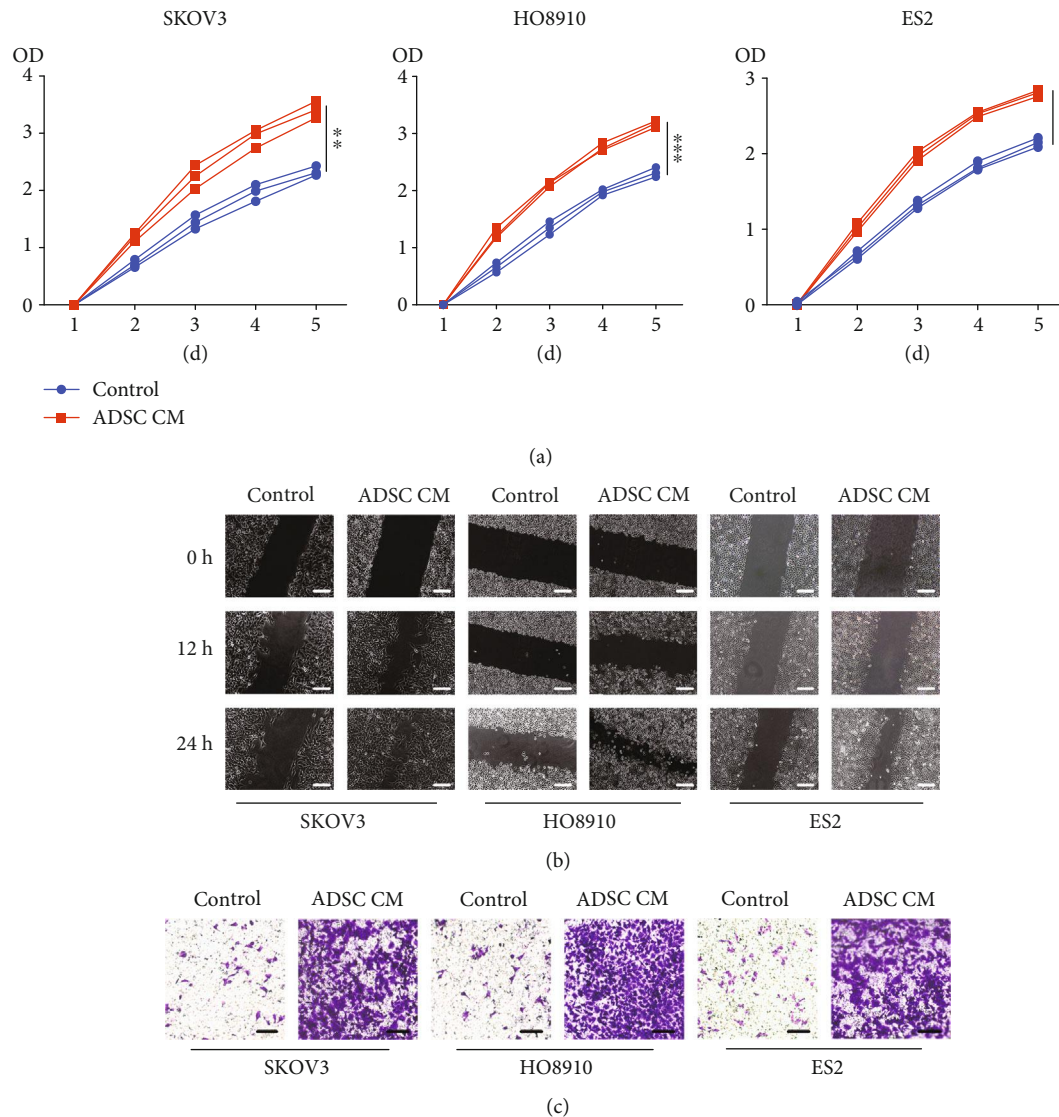 SKOV3 HO8910 ES2
OD OD OD
4 4 3
3 3 2
2 2 1
1 1 0
0 0
1 2 3 4 5 1 2 3 4 5 1 2 3 4 5
** ***
(d) (d) (d)
Control
ADSC CM
(a)
Control ADSC CM Control ADSC CM Control ADSC CM
0 h
12 h
24 h
SKOV3 HO8910 ES2
(b)
Control ADSC CM Control ADSC CM Control ADSC CM
SKOV3 HO8910 ES2
(c)